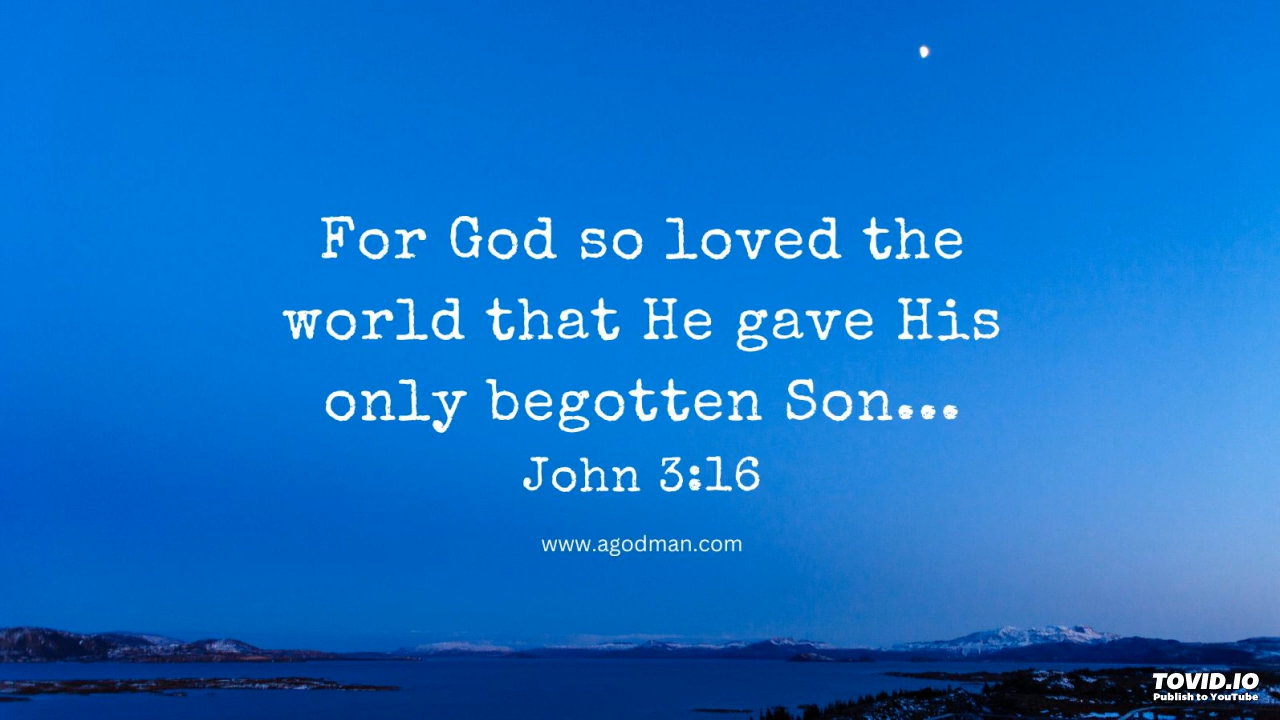 For God so loved the
world that He gave His
only begotten Son...
John 3:16
www.agodman.com
TOVID.IO
Publish to YouTube